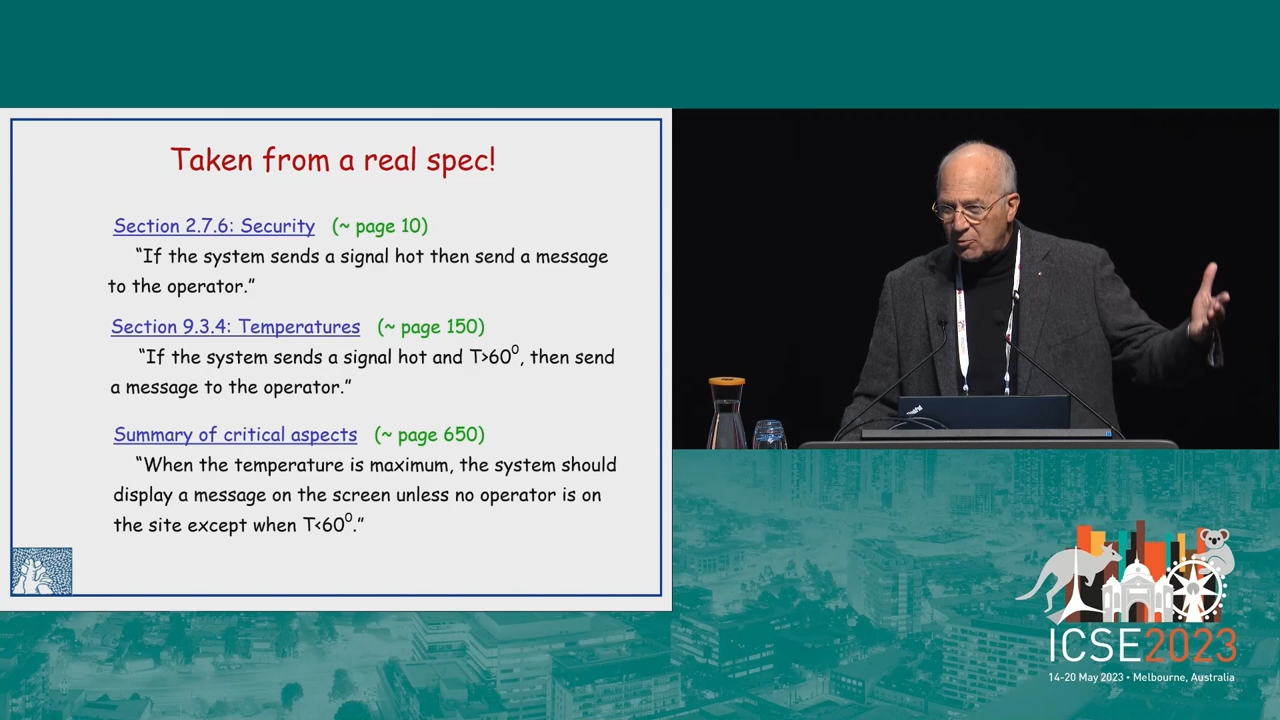 Taken from a real spec!
Section 2.7.6: Security (~ page 10)
“If the system sends a signal hot then send a message
to the operator.”
Section 9.3.4: Temperatures (~ page 150)
“If the system sends a signal hot and T>60⁰, then send
a message to the operator.”
Summary of critical aspects (~ page 650)
“When the temperature is maximum, the system should
display a message on the screen unless no operator is on
the site except when T<60⁰.”
ThinkPad
ICSE2023
14-20 May 2023 • Melbourne, Australia